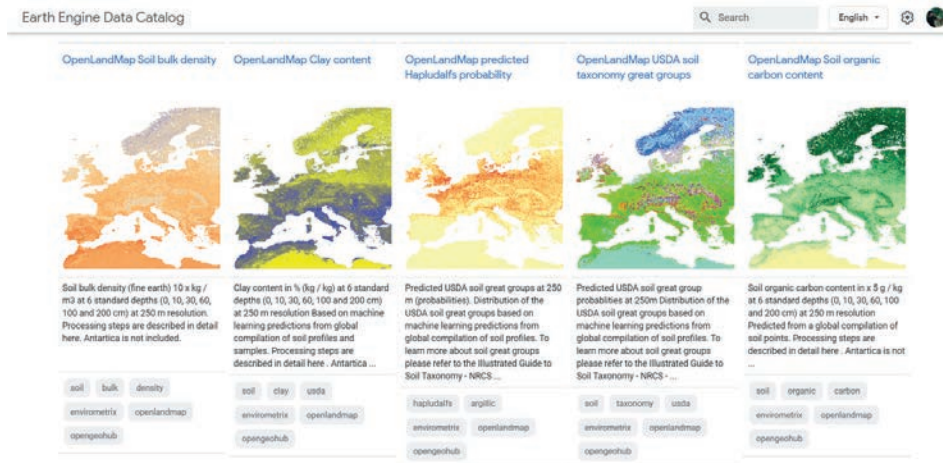 Earth Engine Data Catalog
Search
English
OpenLandMap Soil bulk density
Soil bulk density (fine earth) 10 x kg /
m3 at 6 standard depths (0, 10, 30, 60,
100 and 200 cm) at 250 m resolution.
Processing steps are described in detail
here. Antartica is not included.
soil
bulk
density
envirometrix
openlandmap
opengeohub
OpenLandMap Clay content
Clay content in % (kg / kg) at 6 standard
depths (0, 10, 30, 60, 100 and 200 cm)
at 250 m resolution Based on machine
learning predictions from global
compilation of soil profiles and
samples. Processing steps are
described in detail here . Antartica ...
soil
clay
usda
envirometrix
openlandmap
opengeohub
OpenLandMap predicted
Hapludalfs probability
Predicted USDA soil great groups at 250
m (probabilities). Distribution of the
USDA soil great groups based on
machine learning predictions from
global compilation of soil profiles. To
learn more about soil great groups
please refer to the Illustrated Guide to
Soil Taxonomy - NRCS ...
hapludalfs
argillic
envirometrix
openlandmap
opengeohub
OpenLandMap USDA soil
taxonomy great groups
Predicted USDA soil great group
probablities at 250m Distribution of the
USDA soil great groups based on
machine learning predictions from
global compilation of soil profiles. To
learn more about soil great groups
please refer to the Illustrated Guide to
Soil Taxonomy - NRCS - ...
soil
taxonomy
usda
envirometrix
openlandmap
opengeohub
OpenLandMap Soil organic
carbon content
Soil organic carbon content in x 5 g / kg
at 6 standard depths (0, 10, 30, 60, 100
and 200 cm) at 250 m resolution
Predicted from a global compilation of
soil points. Processing steps are
described in detail here . Antartica is not
...
soil
organic
carbon
envirometrix
openlandmap
opengeohub